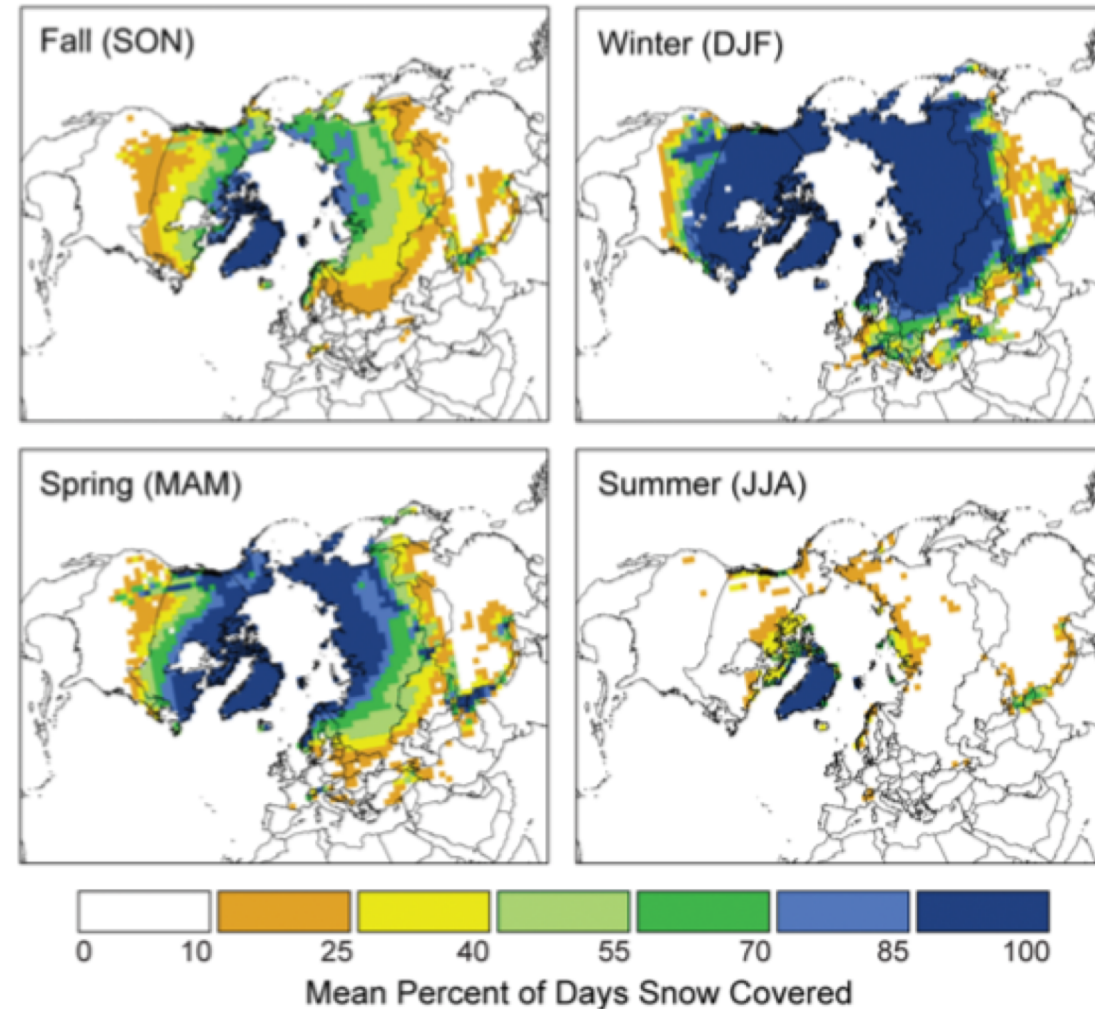 Fall (SON)
Winter (DJF)
Spring (MAM)
Summer (JJA)
0 10 25 40 55 70 85 100
Mean Percent of Days Snow Covered